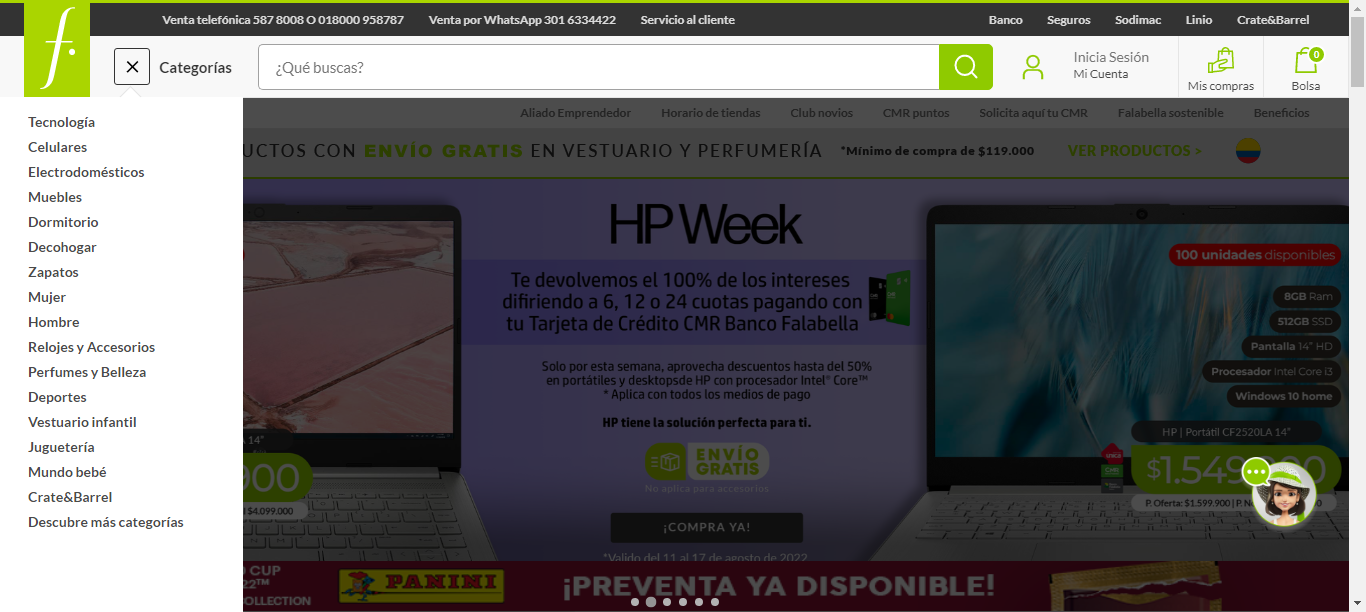 Venta telefónica 587 8008 O 018000 958787
Venta por WhatsApp 301 6334422
Servicio al cliente
Banco
Seguros
Sodimac
Linio
Crate&Barrel
f.
Categorías
¿Qué buscas?
Inicia Sesión
Mi Cuenta
Mis compras
0
Bolsa
Aliado Emprendedor
Horario de tiendas
Club novios
CMR puntos
Solicita aquí tu CMR
Falabella sostenible
Beneficios
UCTOS CON ENVÍO GRATIS EN VESTUARIO Y PERFUMERÍA *Mínimo de compra de $119.000 VER PRODUCTOS >
Tecnología
Celulares
Electrodomésticos
Muebles
Dormitorio
Decohogar
Zapatos
Mujer
Hombre
Relojes y Accesorios
Perfumes y Belleza
Deportes
Vestuario infantil
Juguetería
Mundo bebé
Crate&Barrel
Descubre más categorías
HP Week
Te devolvemos el 100% de los intereses
difiriendo a 6, 12 o 24 cuotas pagando con
tu Tarjeta de Crédito CMR Banco Falabella
Solo por esta semana, aprovecha descuentos hasta del 50%
en portátiles y desktopsde HP con procesador Intel® Core™
* Aplica con todos los medios de pago
HP tiene la solución perfecta para ti.
ENVÍO
GRATIS
No aplica para accesorios
¡COMPRA YA!
*Valido del 11 al 17 de agosto de 2022
A 14"
900
$4.099.000
100 unidades disponibles
8GB Ram
512GB SSD
Pantalla 14" HD
Procesador Intel Core i3
Windows 10 home
HP | Portátil CF2520LA 14"
única
CMR
$1.549.900
P. Oferta: $1.599.900 | P. N
CUP
22™
OLLECTION
PANINI
¡PREVENTA YA DISPONIBLE!